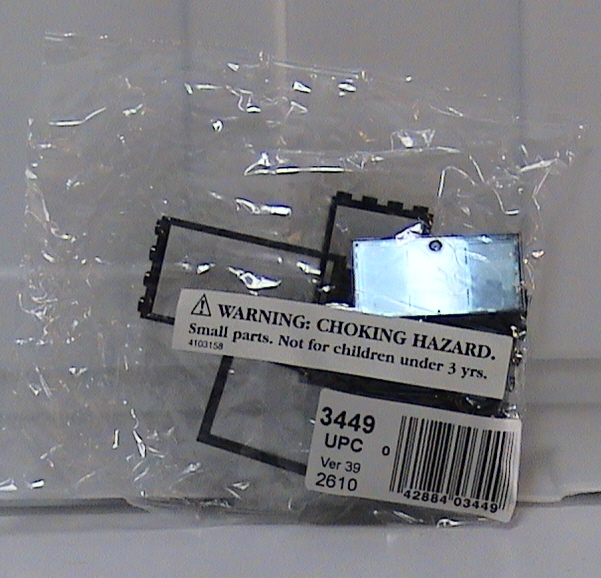 WARNING: CHOKING HAZARD.
Small parts. Not for children under 3 yrs.
4103158
3449
UPC 0
Ver 39
2610
42884 03449